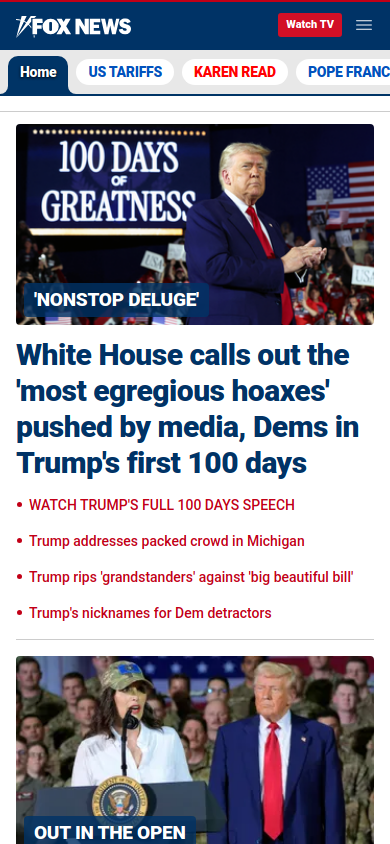 FOX NEWS
Watch TV
Home
US TARIFFS
KAREN READ
POPE FRANC
100 DAYS
OF
GREATNESS
USA
'NONSTOP DELUGE'
White House calls out the
'most egregious hoaxes'
pushed by media, Dems in
Trump's first 100 days
• WATCH TRUMP'S FULL 100 DAYS SPEECH
• Trump addresses packed crowd in Michigan
• Trump rips 'grandstanders' against 'big beautiful bill'
• Trump's nicknames for Dem detractors
OUT IN THE OPEN